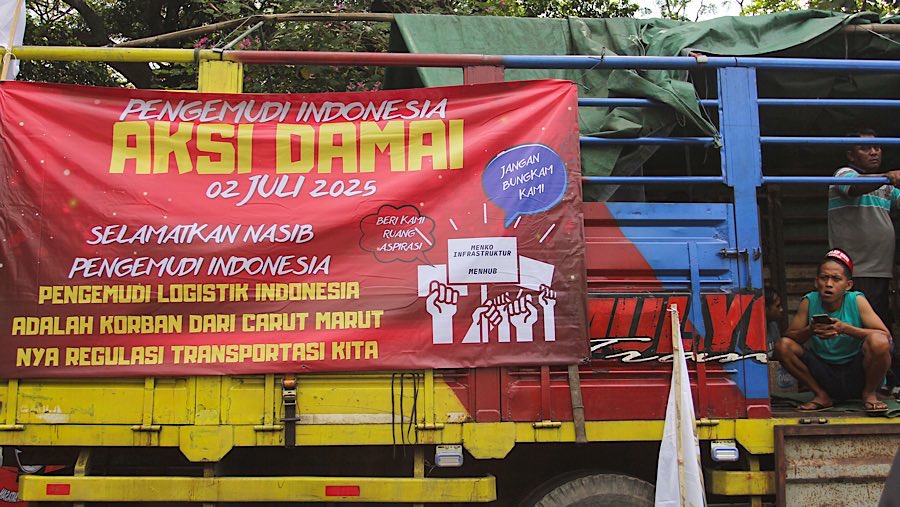 PENGEMUDI INDONESIA
AKSI DAMAI
02 JULI 2025
JANGAN
BUNGKAM
KAMI
BERI KAMI
RUANG
ASPIRASI
MENKO
INFRASTRUKTUR
MENHUB
SELAMATKAN NASIB
PENGEMUDI INDONESIA
PENGEMUDI LOGISTIK INDONESIA
ADALAH KORBAN DARI CARUT MARUT
NYA REGULASI TRANSPORTASI KITA